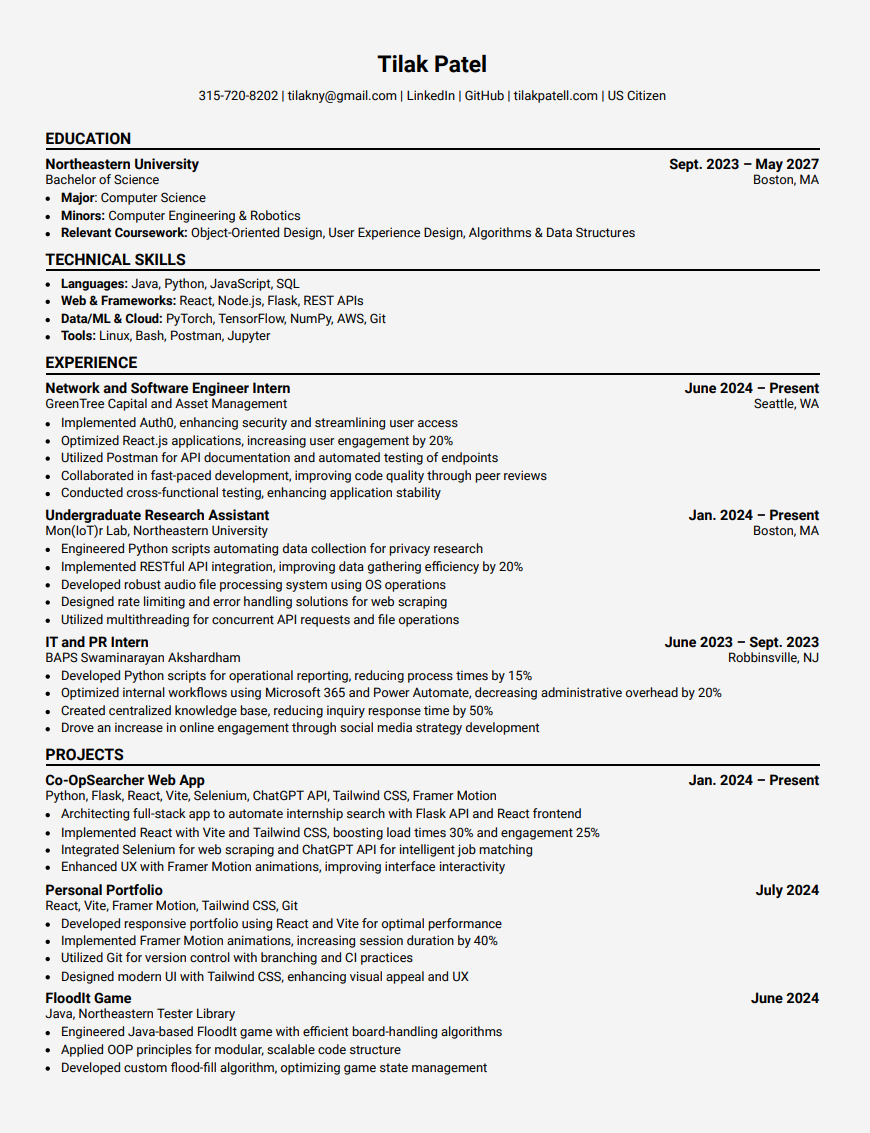 Tilak Patel
315-720-8202 | tilakny@gmail.com | LinkedIn | GitHub | tilakpatell.com | US Citizen
EDUCATION
Northeastern University Sept. 2023 – May 2027
Bachelor of Science Boston, MA
• Major: Computer Science
• Minors: Computer Engineering & Robotics
• Relevant Coursework: Object-Oriented Design, User Experience Design, Algorithms & Data Structures
TECHNICAL SKILLS
• Languages: Java, Python, JavaScript, SQL
• Web & Frameworks: React, Node.js, Flask, REST APIs
• Data/ML & Cloud: PyTorch, TensorFlow, NumPy, AWS, Git
• Tools: Linux, Bash, Postman, Jupyter
EXPERIENCE
Network and Software Engineer Intern June 2024 – Present
GreenTree Capital and Asset Management Seattle, WA
• Implemented Auth0, enhancing security and streamlining user access
• Optimized React.js applications, increasing user engagement by 20%
• Utilized Postman for API documentation and automated testing of endpoints
• Collaborated in fast-paced development, improving code quality through peer reviews
• Conducted cross-functional testing, enhancing application stability
Undergraduate Research Assistant Jan. 2024 – Present
Mon(IoT)r Lab, Northeastern University Boston, MA
• Engineered Python scripts automating data collection for privacy research
• Implemented RESTful API integration, improving data gathering efficiency by 20%
• Developed robust audio file processing system using OS operations
• Designed rate limiting and error handling solutions for web scraping
• Utilized multithreading for concurrent API requests and file operations
IT and PR Intern June 2023 – Sept. 2023
BAPS Swaminarayan Akshardham Robbinsville, NJ
• Developed Python scripts for operational reporting, reducing process times by 15%
• Optimized internal workflows using Microsoft 365 and Power Automate, decreasing administrative overhead by 20%
• Created centralized knowledge base, reducing inquiry response time by 50%
• Drove an increase in online engagement through social media strategy development
PROJECTS
Co-OpSearcher Web App Jan. 2024 – Present
Python, Flask, React, Vite, Selenium, ChatGPT API, Tailwind CSS, Framer Motion
• Architecting full-stack app to automate internship search with Flask API and React frontend
• Implemented React with Vite and Tailwind CSS, boosting load times 30% and engagement 25%
• Integrated Selenium for web scraping and ChatGPT API for intelligent job matching
• Enhanced UX with Framer Motion animations, improving interface interactivity
Personal Portfolio July 2024
React, Vite, Framer Motion, Tailwind CSS, Git
• Developed responsive portfolio using React and Vite for optimal performance
• Implemented Framer Motion animations, increasing session duration by 40%
• Utilized Git for version control with branching and CI practices
• Designed modern UI with Tailwind CSS, enhancing visual appeal and UX
FloodIt Game June 2024
Java, Northeastern Tester Library
• Engineered Java-based FloodIt game with efficient board-handling algorithms
• Applied OOP principles for modular, scalable code structure
• Developed custom flood-fill algorithm, optimizing game state management